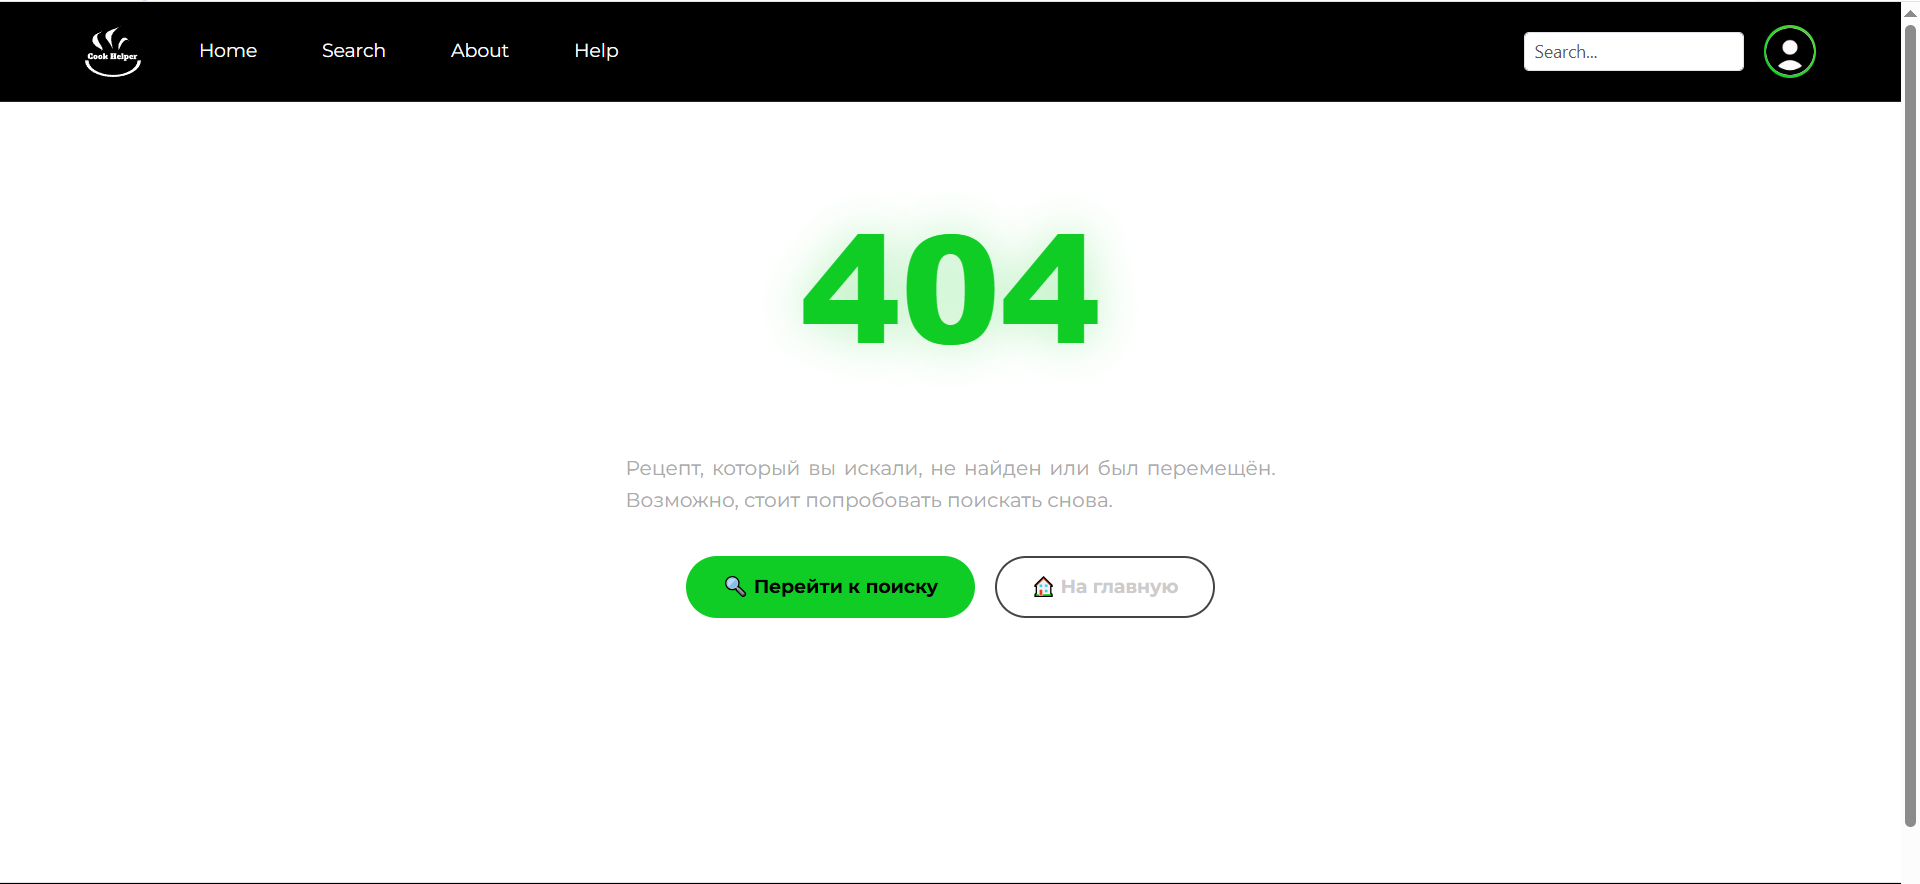 Cook Helper
Home
Search
About
Help
Search...
404
Рецепт, который вы искали, не найден или был перемещён.
Возможно, стоит попробовать поискать снова.
Перейти к поиску
На главную